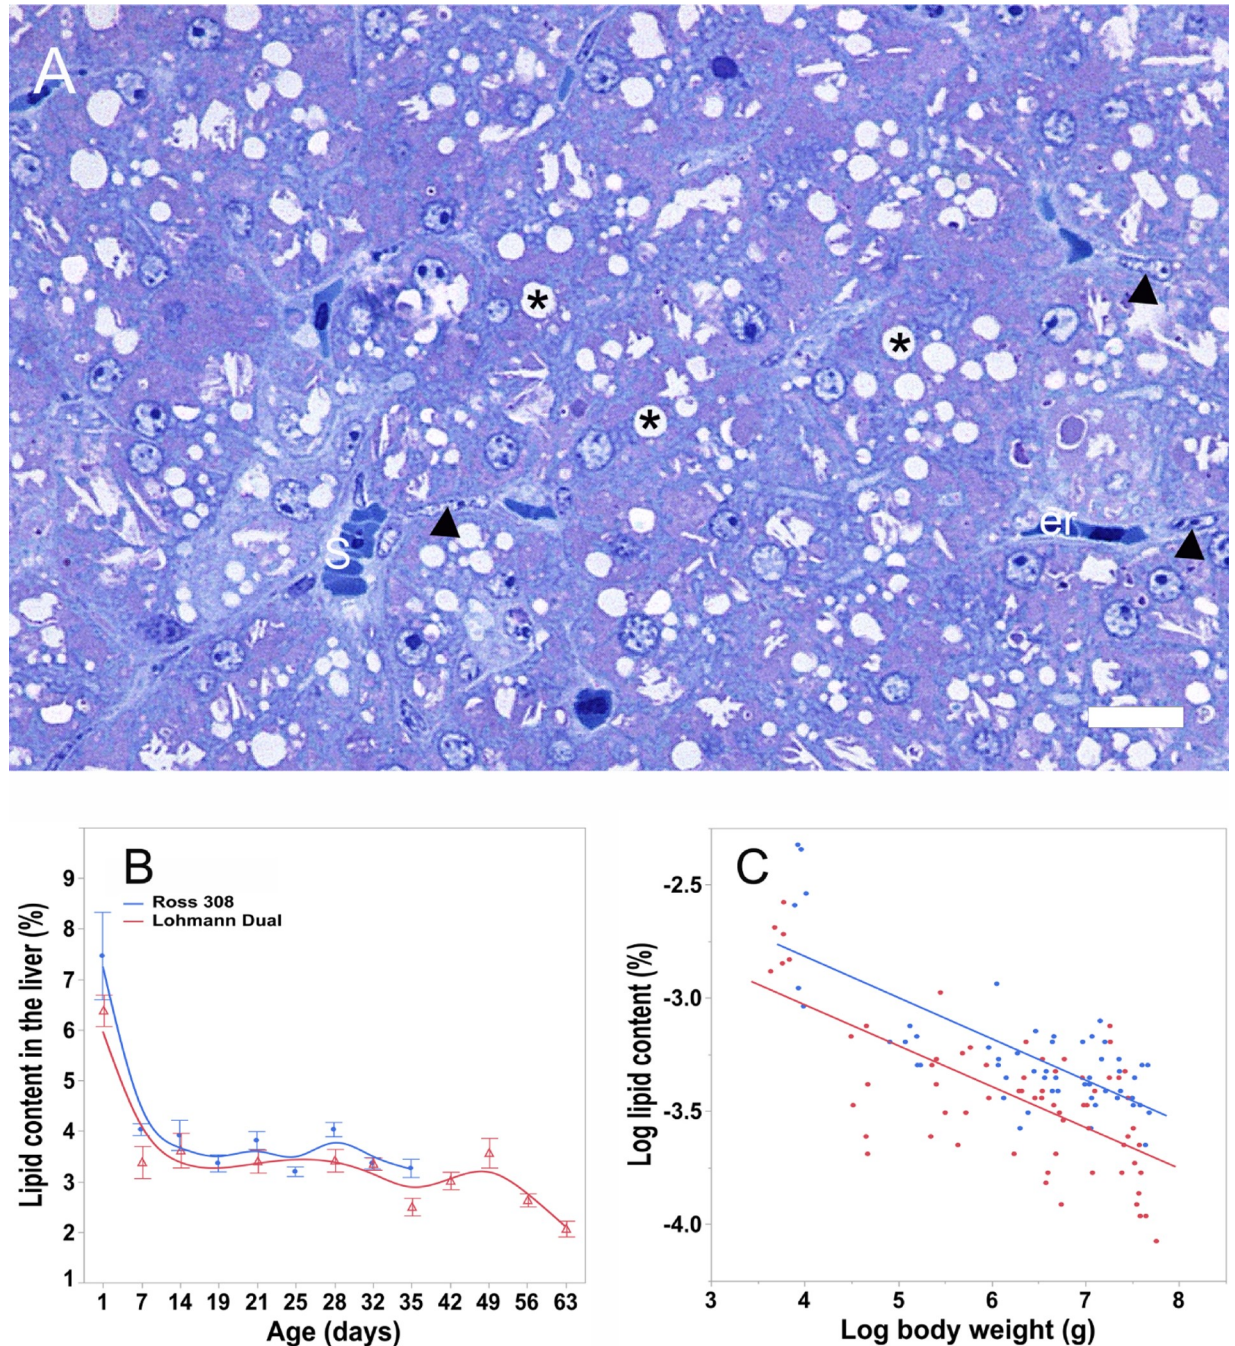 A
*
*
*
S
er
B
Ross 308
Lohmann Dual
Lipid content in the liver (%)
9
8
7
6
5
4
3
2
1
1 7 14 19 21 25 28 32 35 42 49 56 63
Age (days)
C
Log lipid content (%)
-2.5
-3.0
-3.5
-4.0
3 4 5 6 7 8
Log body weight (g)